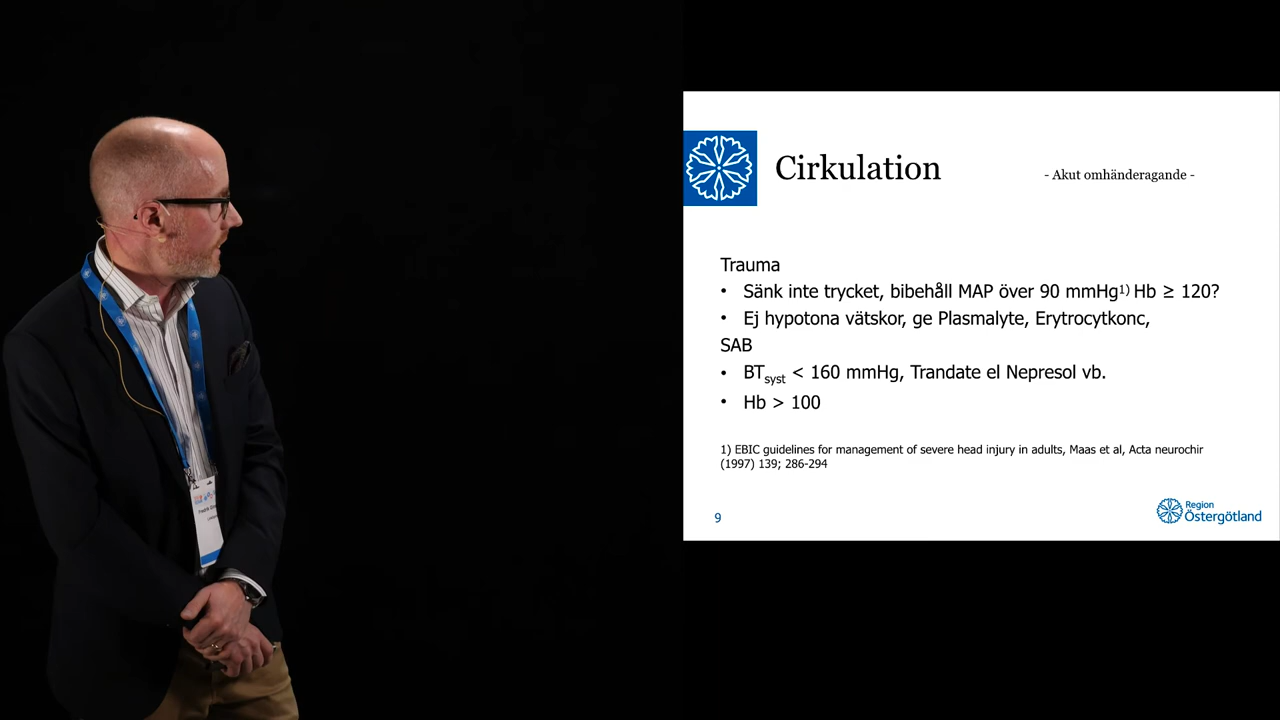 Cirkulation
- Akut omhänderagande -
Trauma
• Sänk inte trycket, bibehåll MAP över 90 mmHg1) Hb ≥ 120?
• Ej hypotona vätskor, ge Plasmalyte, Erytrocytkonc,
SAB
• BTsyst < 160 mmHg, Trandate el Nepresol vb.
• Hb > 100
1) EBIC guidelines for management of severe head injury in adults, Maas et al, Acta neurochir
(1997) 139; 286-294
9
Region
Östergötland
Fredrik